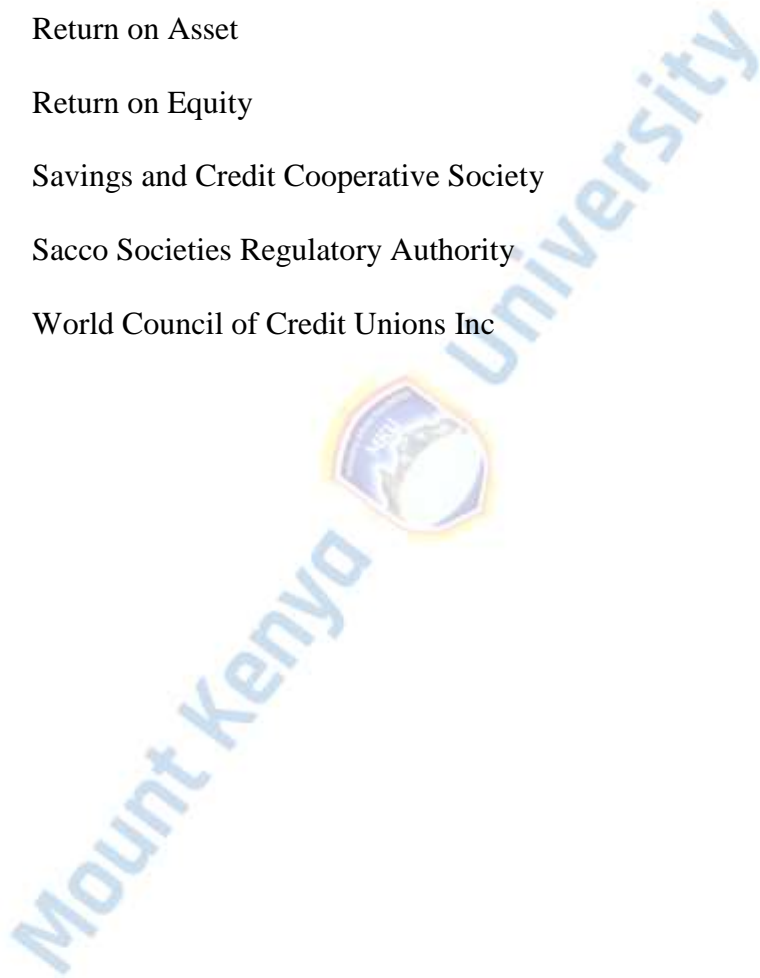 Return on Asset
Return on Equity
Savings and Credit Cooperative Society
Sacco Societies Regulatory Authority
World Council of Credit Unions Inc
Mount Kenya University